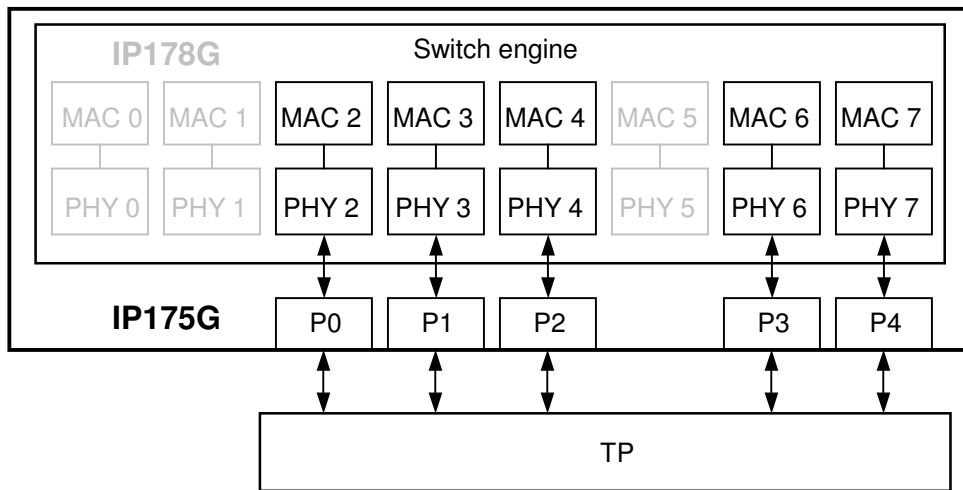 IP178G Switch engine
MAC 0 MAC 1 MAC 2 MAC 3 MAC 4 MAC 5 MAC 6 MAC 7
PHY 0 PHY 1 PHY 2 PHY 3 PHY 4 PHY 5 PHY 6 PHY 7
IP175G P0 P1 P2 P3 P4
TP